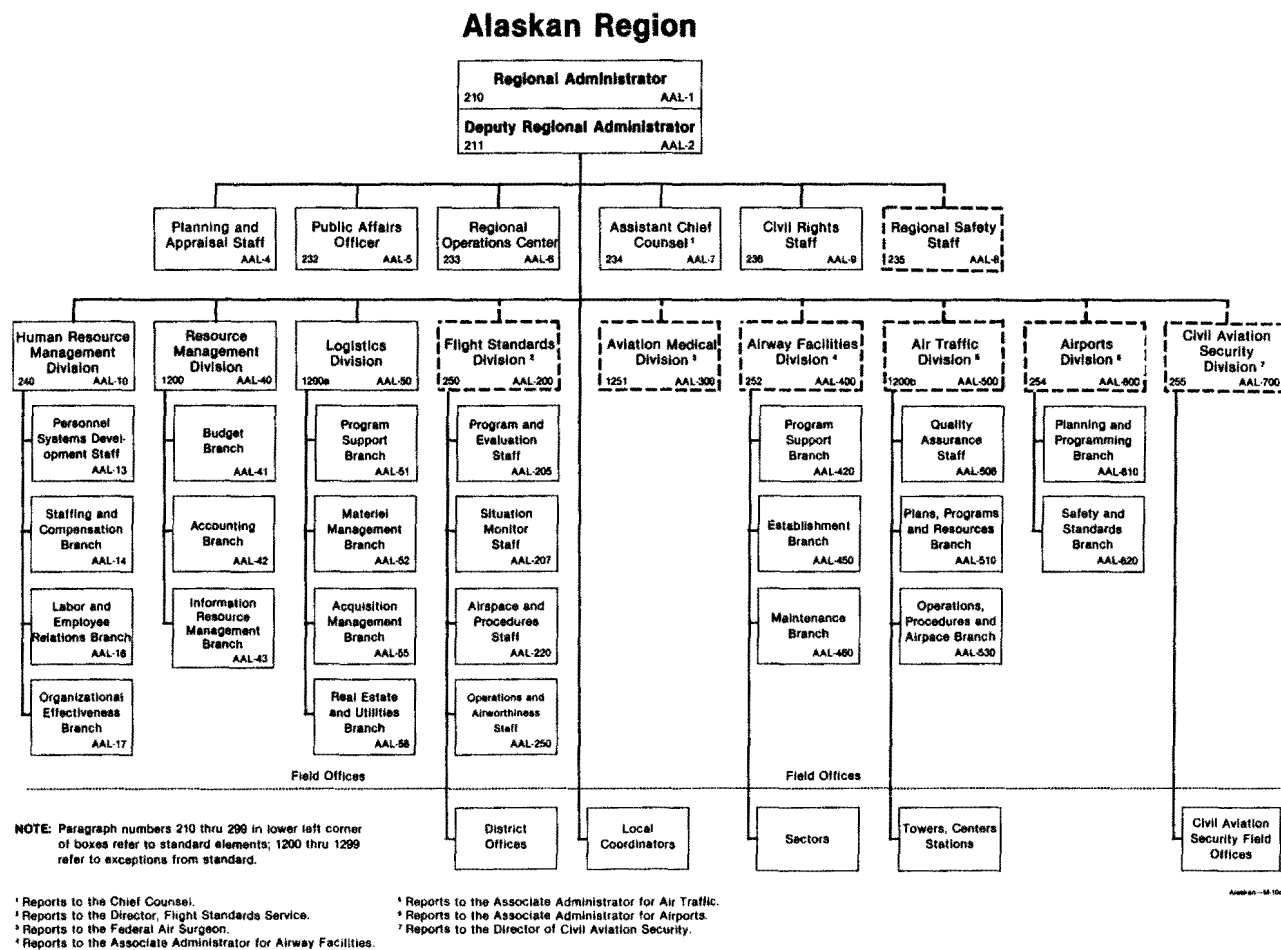 Alaskan Region
Regional Administrator
210 AAL-1
Deputy Regional Administrator
211 AAL-2
Planning and
Appraisal Staff
AAL-4
Public Affairs
Officer
232 AAL-5
Regional
Operations Center
233 AAL-6
Assistant Chief
Counsel¹
234 AAL-7
Civil Rights
Staff
236 AAL-9
Regional Safety
Staff
235 AAL-8
Human Resource
Management
Division
240 AAL-10
Resource
Management
Division
1200 AAL-40
Logistics
Division
1200a AAL-50
Flight Standards
Division ²
250 AAL-200
Aviation Medical
Division ³
1251 AAL-300
Airway Facilities
Division ⁴
252 AAL-400
Air Traffic
Division ⁵
1200b AAL-500
Airports
Division ⁶
254 AAL-600
Civil Aviation
Security
Division ⁷
255 AAL-700
Personnel
Systems Devel-
opment Staff
AAL-13
Staffing and
Compensation
Branch
AAL-14
Labor and
Employee
Relations Branch
AAL-16
Organizational
Effectiveness
Branch
AAL-17
Budget
Branch
AAL-41
Accounting
Branch
AAL-42
Information
Resource
Management
Branch
AAL-43
Program
Support
Branch
AAL-51
Materiel
Management
Branch
AAL-52
Acquisition
Management
Branch
AAL-55
Real Estate
and Utilities
Branch
AAL-56
Program and
Evaluation
Staff
AAL-205
Situation
Monitor
Staff
AAL-207
Airspace and
Procedures
Staff
AAL-220
Operations and
Airworthiness
Staff
AAL-250
Program
Support
Branch
AAL-420
Establishment
Branch
AAL-450
Maintenance
Branch
AAL-460
Quality
Assurance
Staff
AAL-506
Plans, Programs
and Resources
Branch
AAL-510
Operations,
Procedures and
Airpace Branch
AAL-530
Planning and
Programming
Branch
AAL-610
Safety and
Standards
Branch
AAL-620
Field Offices Field Offices
District
Offices
Local
Coordinators
Sectors
Towers, Centers
Stations
Civil Aviation
Security Field
Offices
NOTE: Paragraph numbers 210 thru 299 in lower left corner
of boxes refer to standard elements; 1200 thru 1299
refer to exceptions from standard.
¹ Reports to the Chief Counsel.
² Reports to the Director, Flight Standards Service.
³ Reports to the Federal Air Surgeon.
⁴ Reports to the Associate Administrator for Airway Facilities.
⁵ Reports to the Associate Administrator for Air Traffic.
⁶ Reports to the Associate Administrator for Airports.
⁷ Reports to the Director of Civil Aviation Security.